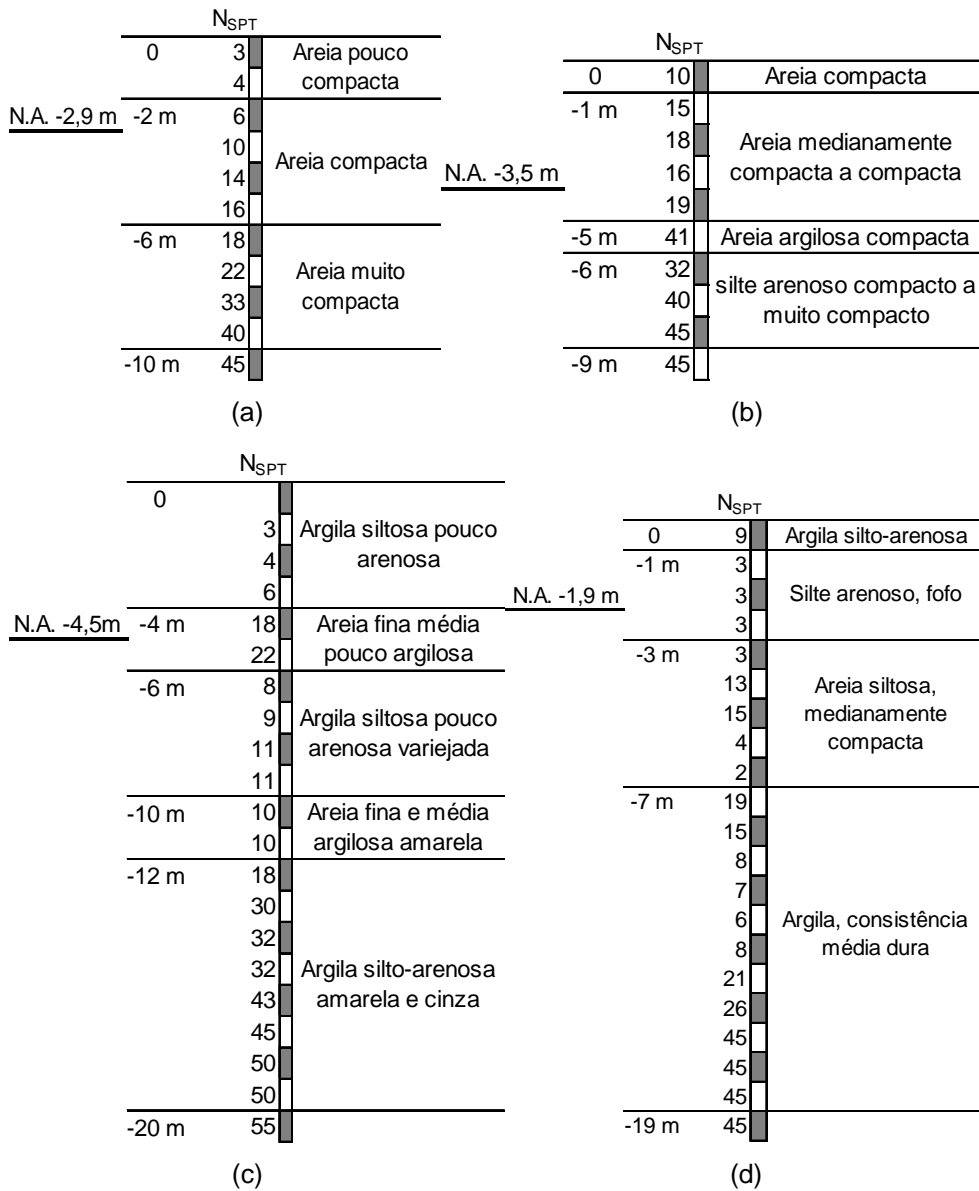 N_SPT
0 3 Areia pouco
4 compacta
N.A. -2,9 m -2 m 6
10
Areia compacta
14
16
-6 m 18
22 Areia muito
33 compacta
40
-10 m 45
(a)
N_SPT
0 10 Areia compacta
-1 m 15
18 Areia medianamente
16 compacta a compacta
N.A. -3,5 m
19
-5 m 41 Areia argilosa compacta
-6 m 32
silte arenoso compacto a
40
muito compacto
45
-9 m 45
(b)
N_SPT
0
3 Argila siltosa pouco
4 arenosa
6
N.A. -4,5m -4 m 18 Areia fina média
22 pouco argilosa
-6 m 8
9 Argila siltosa pouco
11 arenosa variejada
11
-10 m 10 Areia fina e média
10 argilosa amarela
-12 m 18
30
32
32 Argila silto-arenosa
43 amarela e cinza
45
50
50
-20 m 55
(c)
N_SPT
0 9 Argila silto-arenosa
-1 m 3
N.A. -1,9 m 3 Silte arenoso, fofo
3
-3 m 3
13 Areia siltosa,
15 medianamente
4 compacta
2
-7 m 19
15
8
7
6 Argila, consistência
8 média dura
21
26
45
45
45
-19 m 45
(d)